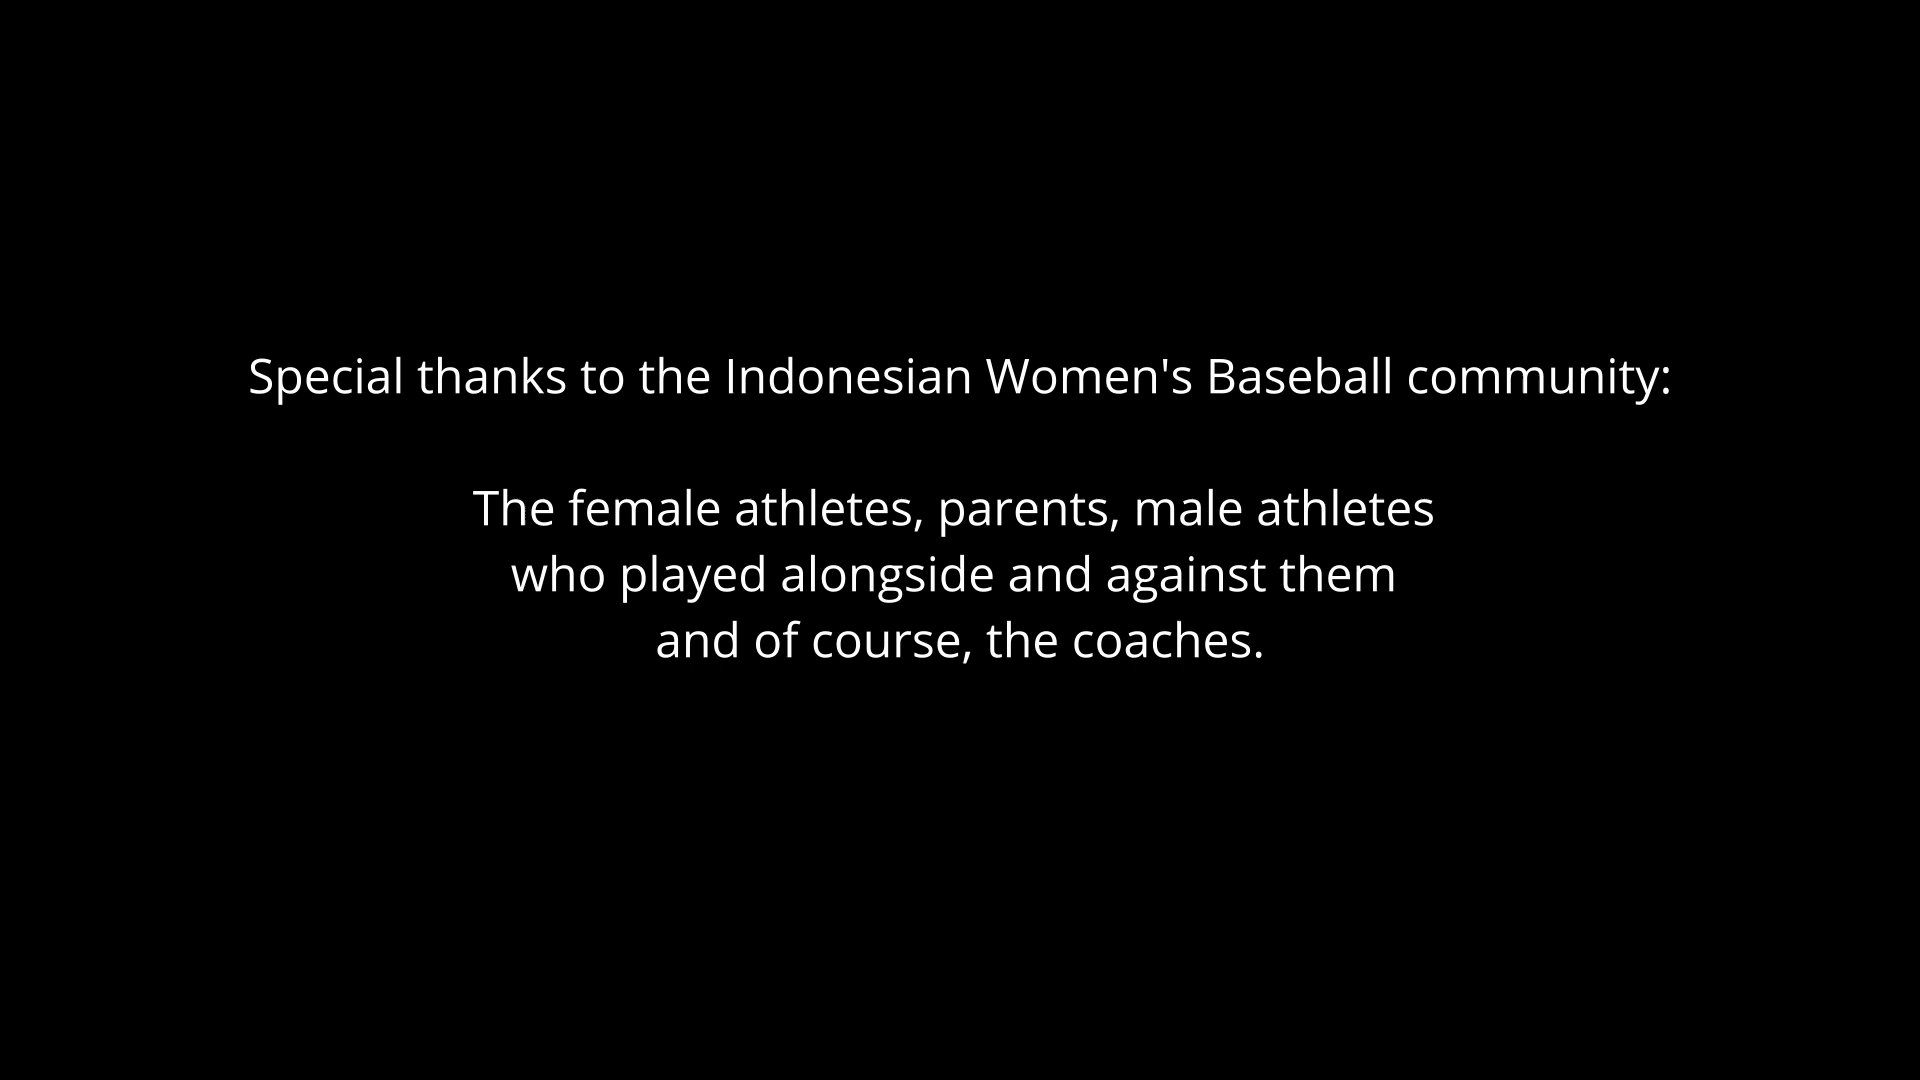 Special thanks to the Indonesian Women's Baseball community:
The female athletes, parents, male athletes
who played alongside and against them
and of course, the coaches.